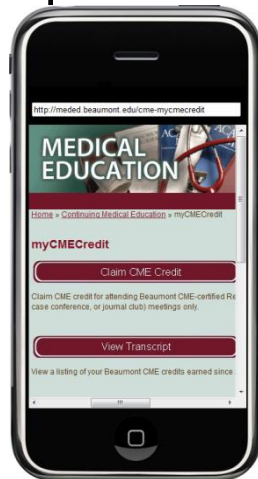 http://meded.beaumont.edu/cme-mycmecredit
MEDICAL
EDUCATION
Home » Continuing Medical Education » myCMECredit
myCMECredit
Claim CME Credit
Claim CME credit for attending Beaumont CME-certified Re
case conference, or journal club) meetings only.
View Transcript
View a listing of your Beaumont CME credits earned since